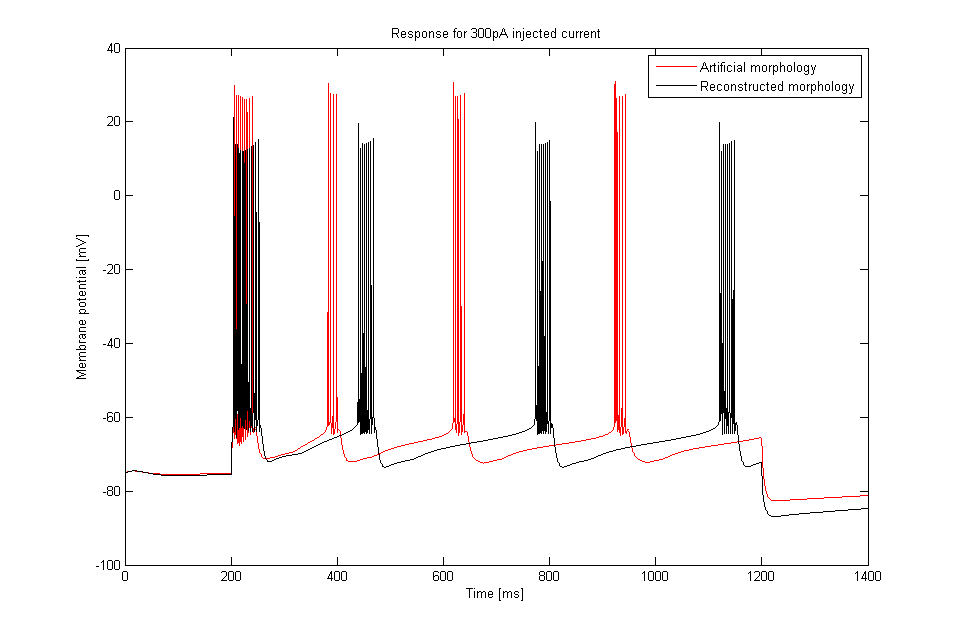 Response for 300pA injected current
Artificial morphology
Reconstructed morphology
Membrane potential [mV]
40
20
0
-20
-40
-60
-80
-100
0 200 400 600 800 1000 1200 1400
Time [ms]